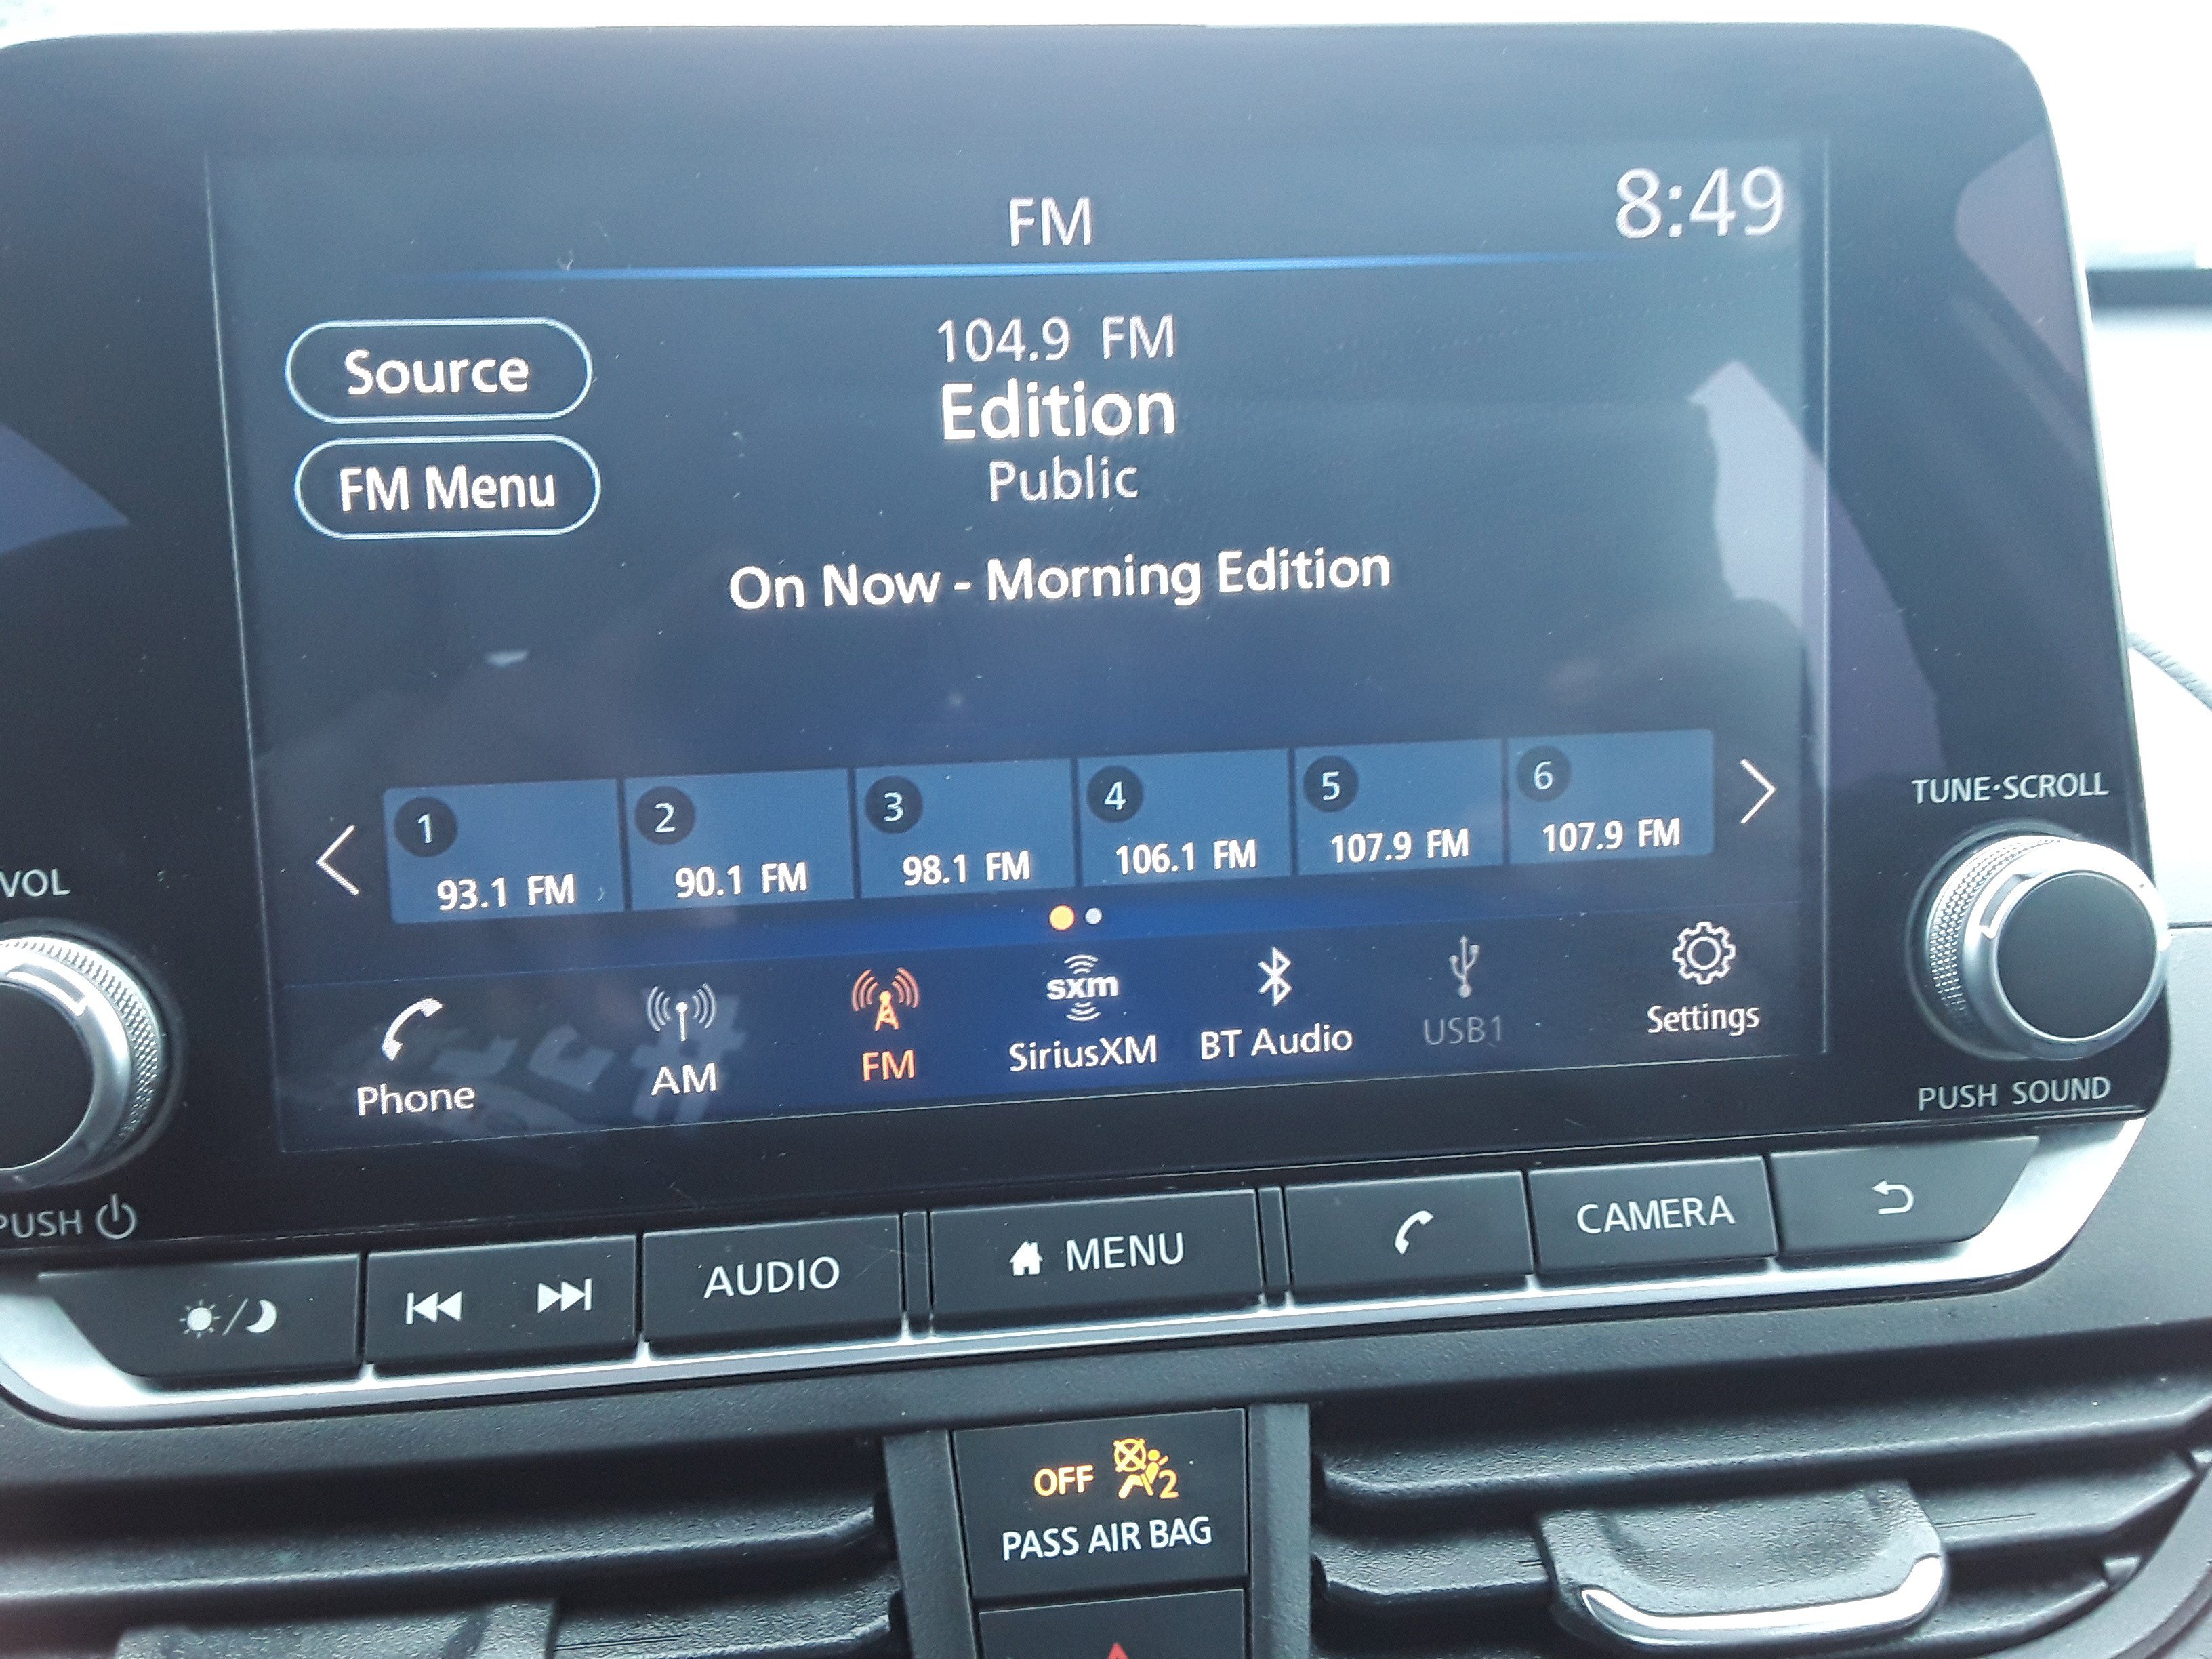 FM
8:49
Source
FM Menu
104.9 FM
Edition
Public
On Now - Morning Edition
1
93.1 FM
2
90.1 FM
3
98.1 FM
4
106.1 FM
5
107.9 FM
6
107.9 FM
TUNE·SCROLL
VOL
Phone
AM
FM
sxm
SiriusXM
BT Audio
USB1
Settings
PUSH SOUND
PUSH
AUDIO
MENU
CAMERA
OFF
2
PASS AIR BAG